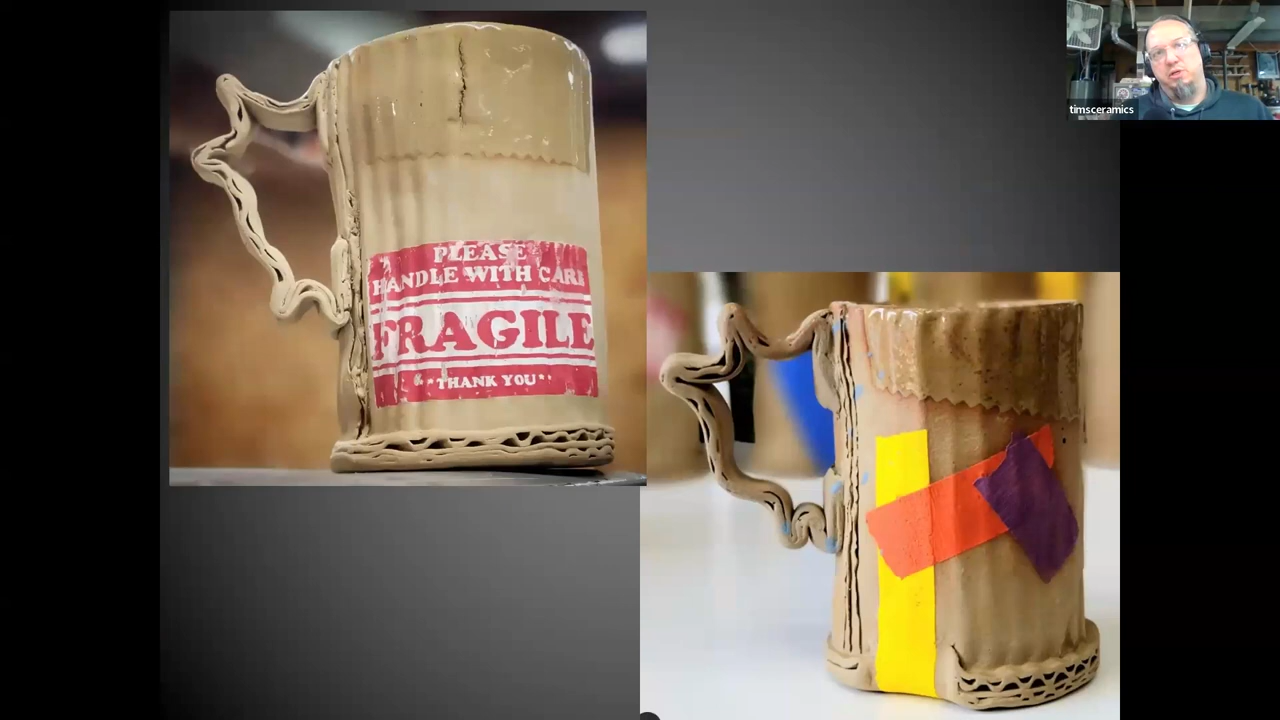 PLEASE
HANDLE WITH CARE
FRAGILE
*THANK YOU*
timsceramics